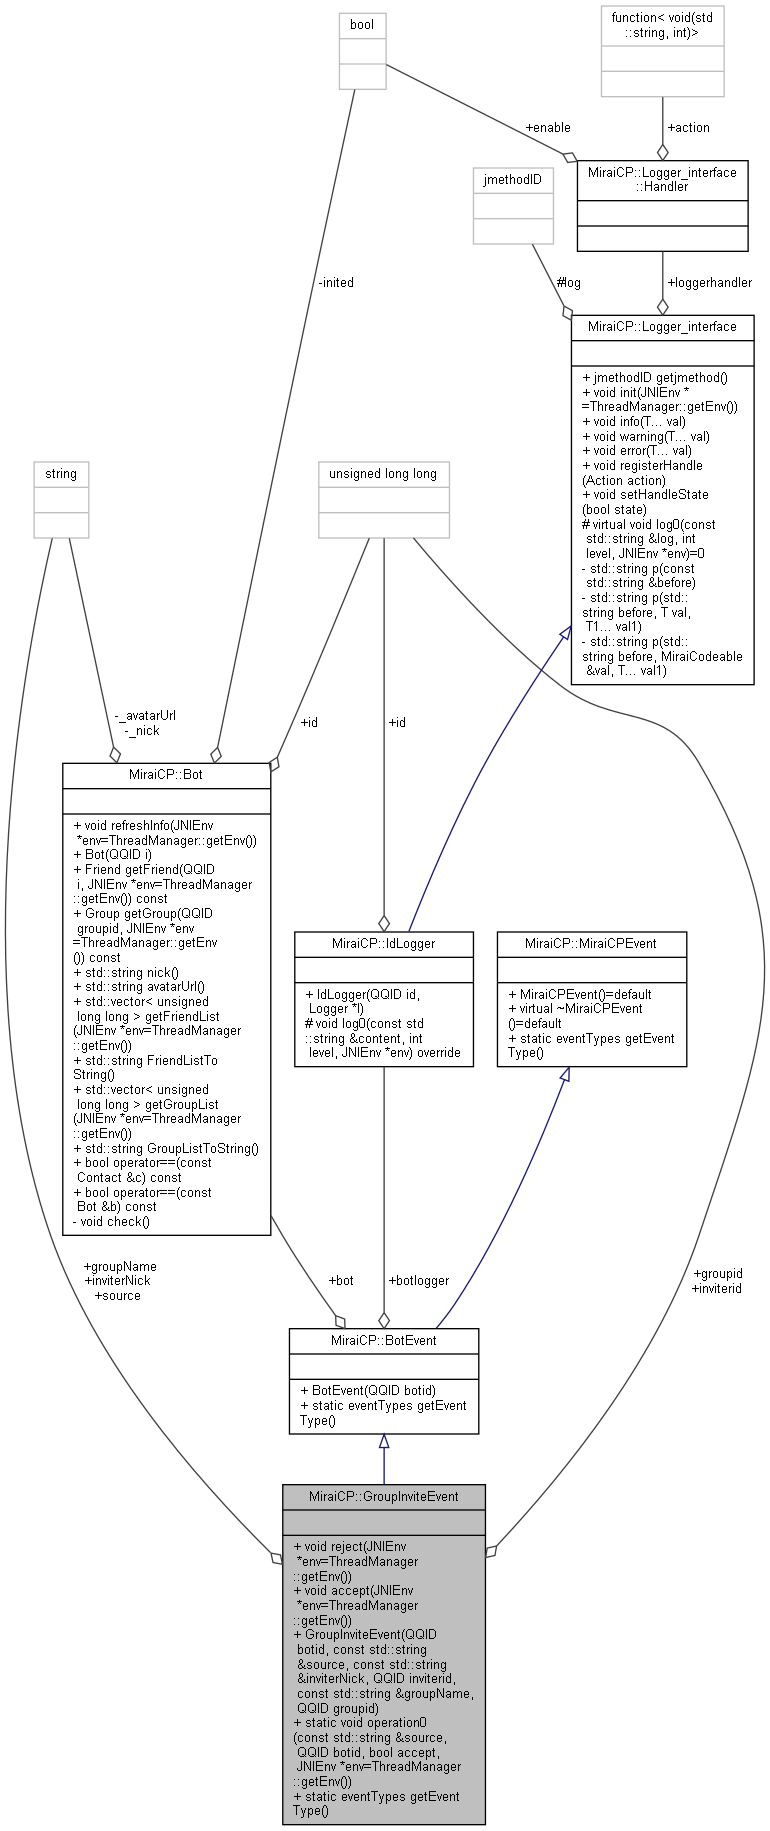 bool
function< void(std
::string, int)>
+enable
+action
MiraiCP::Logger_interface
::Handler
jmethodID
-inited
#log
+loggerhandler
MiraiCP::Logger_interface
+ jmethodID getjmethod()
+ void init(JNIEnv *
=ThreadManager::getEnv())
+ void info(T... val)
+ void warning(T... val)
+ void error(T... val)
+ void registerHandle
(Action action)
+ void setHandleState
(bool state)
# virtual void log0(const
std::string &log, int
level, JNIEnv *env)=0
- std::string p(const
std::string &before)
- std::string p(std::
string before, T val,
T1... val1)
- std::string p(std::
string before, MiraiCodeable
&val, T... val1)
string
unsigned long long
-_avatarUrl
-_nick
+id
+id
MiraiCP::Bot
+ void refreshInfo(JNIEnv
*env=ThreadManager::getEnv())
+ Bot(QQID i)
+ Friend getFriend(QQID
i, JNIEnv *env=ThreadManager
::getEnv()) const
+ Group getGroup(QQID
groupid, JNIEnv *env
=ThreadManager::getEnv
()) const
+ std::string nick()
+ std::string avatarUrl()
+ std::vector< unsigned
long long > getFriendList
(JNIEnv *env=ThreadManager
::getEnv())
+ std::string FriendListTo
String()
+ std::vector< unsigned
long long > getGroupList
(JNIEnv *env=ThreadManager
::getEnv())
+ std::string GroupListToString()
+ bool operator==(const
Contact &c) const
+ bool operator==(const
Bot &b) const
- void check()
MiraiCP::IdLogger
+ IdLogger(QQID id,
Logger *l)
# void log0(const std
::string &content, int
level, JNIEnv *env) override
MiraiCP::MiraiCPEvent
+ MiraiCPEvent()=default
+ virtual ~MiraiCPEvent
()=default
+ static eventTypes getEvent
Type()
+groupName
+inviterNick
+source
+bot
+botlogger
+groupid
+inviterid
MiraiCP::BotEvent
+ BotEvent(QQID botid)
+ static eventTypes getEvent
Type()
MiraiCP::GroupInviteEvent
+ void reject(JNIEnv
*env=ThreadManager
::getEnv())
+ void accept(JNIEnv
*env=ThreadManager
::getEnv())
+ GroupInviteEvent(QQID
botid, const std::string
&source, const std::string
&inviterNick, QQID inviterid,
const std::string &groupName,
QQID groupid)
+ static void operation0
(const std::string &source,
QQID botid, bool accept,
JNIEnv *env=ThreadManager
::getEnv())
+ static eventTypes getEvent
Type()